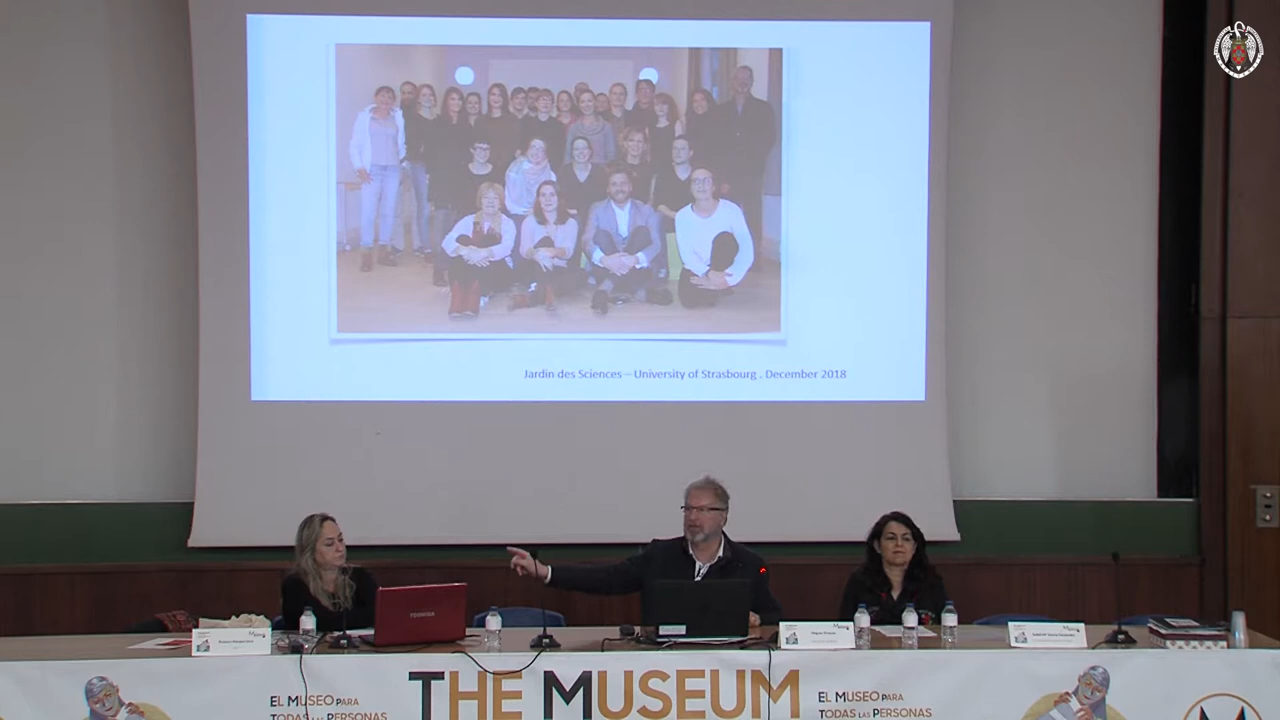 Jardin des Sciences – University of Strasbourg . December 2018
TOSHIBA
EL MUSEO PARA
TODAS LAS PERSONAS
THE MUSEUM
EL MUSEO PARA
TODAS LAS PERSONAS